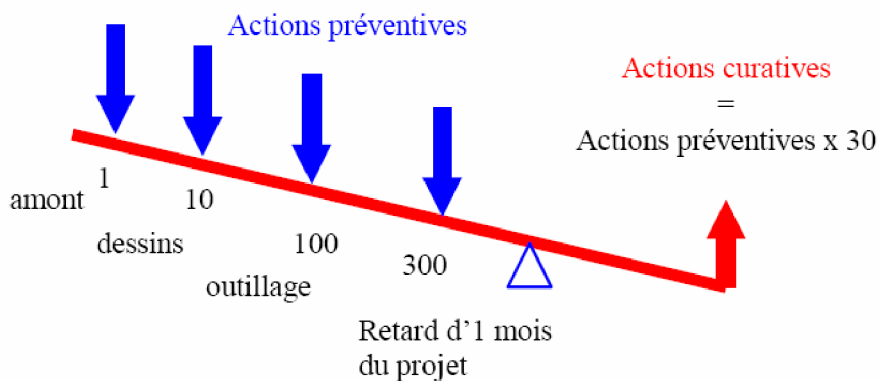 Actions préventives
Actions curatives
=
Actions préventives x 30
1
amont
10
dessins
100
300
outillage
Retard d’1 mois
du projet